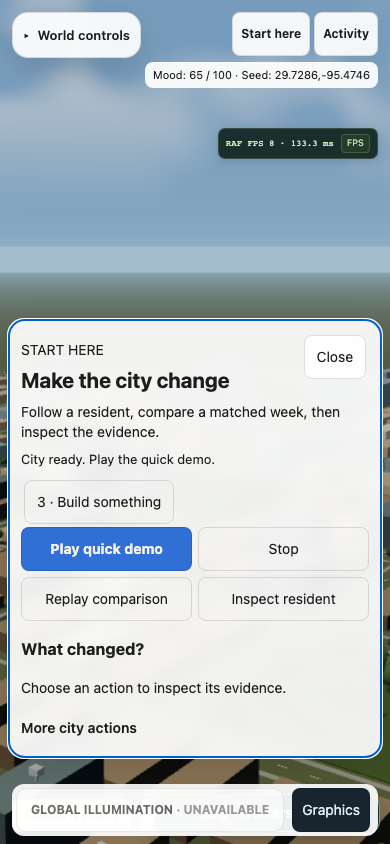 ▸ World controls
Start here
Activity
Mood: 65 / 100 · Seed: 29.7286,-95.4746
RAF FPS 8 · 133.3 ms
FPS
START HERE
Close
Make the city change
Follow a resident, compare a matched week, then
inspect the evidence.
City ready. Play the quick demo.
3 · Build something
Play quick demo
Stop
Replay comparison
Inspect resident
What changed?
Choose an action to inspect its evidence.
More city actions
GLOBAL ILLUMINATION · UNAVAILABLE
Graphics